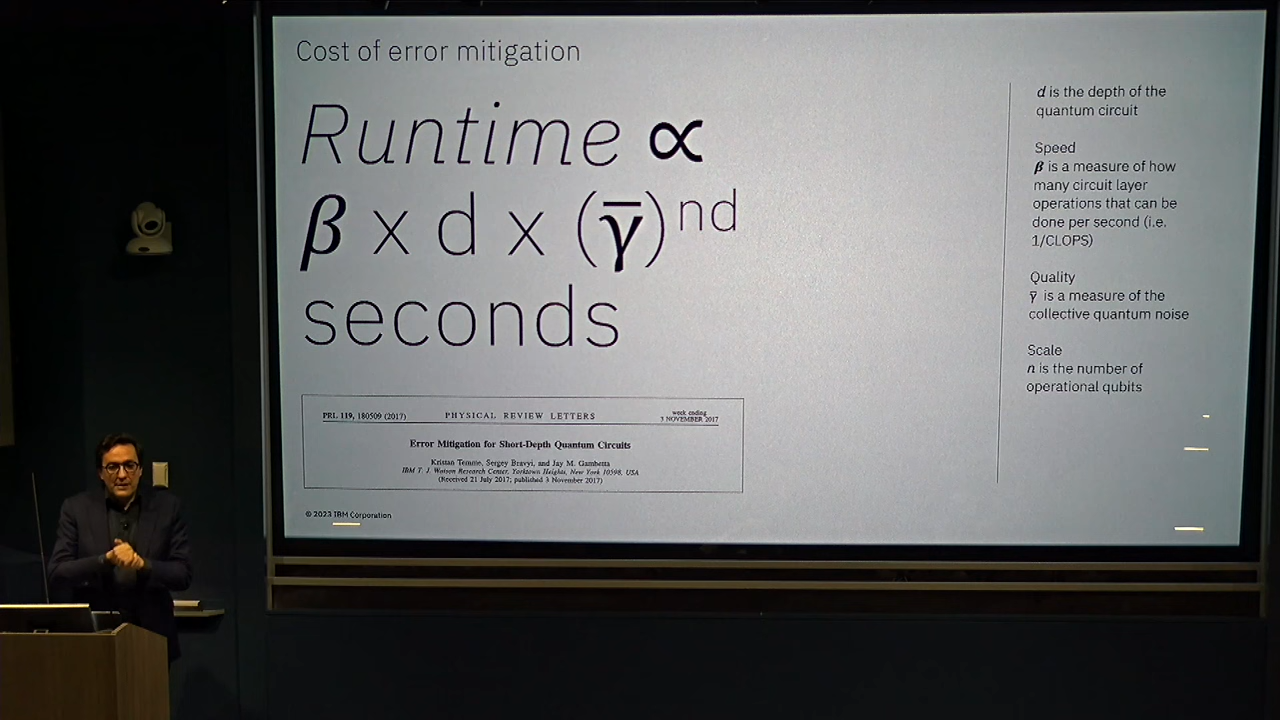 Cost of error mitigation
Runtime ∝
β x d x (γ̅)ⁿᵈ
seconds
PRL 119, 180509 (2017) PHYSICAL REVIEW LETTERS week ending
3 NOVEMBER 2017
Error Mitigation for Short-Depth Quantum Circuits
Kristan Temme, Sergey Bravyi, and Jay M. Gambetta
IBM T. J. Watson Research Center, Yorktown Heights, New York 10598, USA
(Received 21 July 2017; published 3 November 2017)
© 2023 IBM Corporation
d is the depth of the
quantum circuit
Speed
β is a measure of how
many circuit layer
operations that can be
done per second (i.e.
1/CLOPS)
Quality
γ̅ is a measure of the
collective quantum noise
Scale
n is the number of
operational qubits